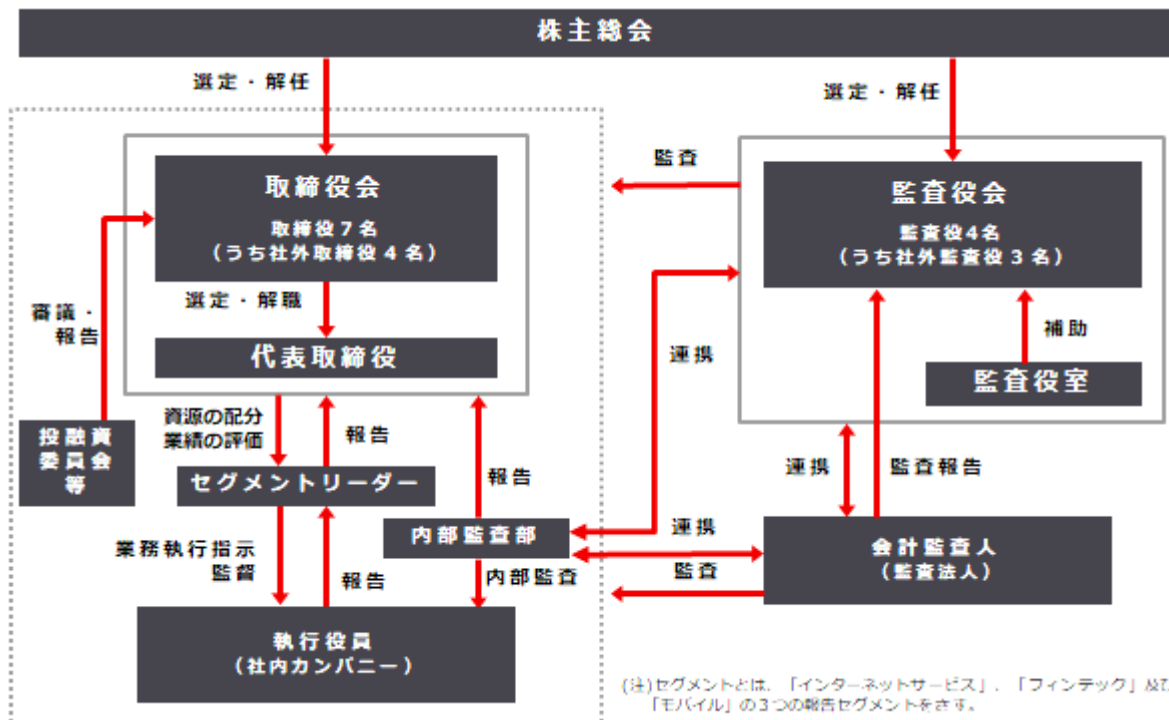 株主総会
選定・解任
選定・解任
取締役会
取締役７名
（うち社外取締役４名）
監査
監査役会
監査役4名
（うち社外監査役３名）
選定・解職
審議・
報告
代表取締役
連携
補助
監査役室
資源の配分
業績の評価
報告
投融資
委員会
等
セグメントリーダー
報告
連携
監査報告
内部監査部
連携
会計監査人
（監査法人）
業務執行指示
監督
報告
内部監査
監査
執行役員
（社内カンパニー）
(注)セグメントとは、「インターネットサービス」、「フィンテック」及び
「モバイル」の３つの報告セグメントをさす。